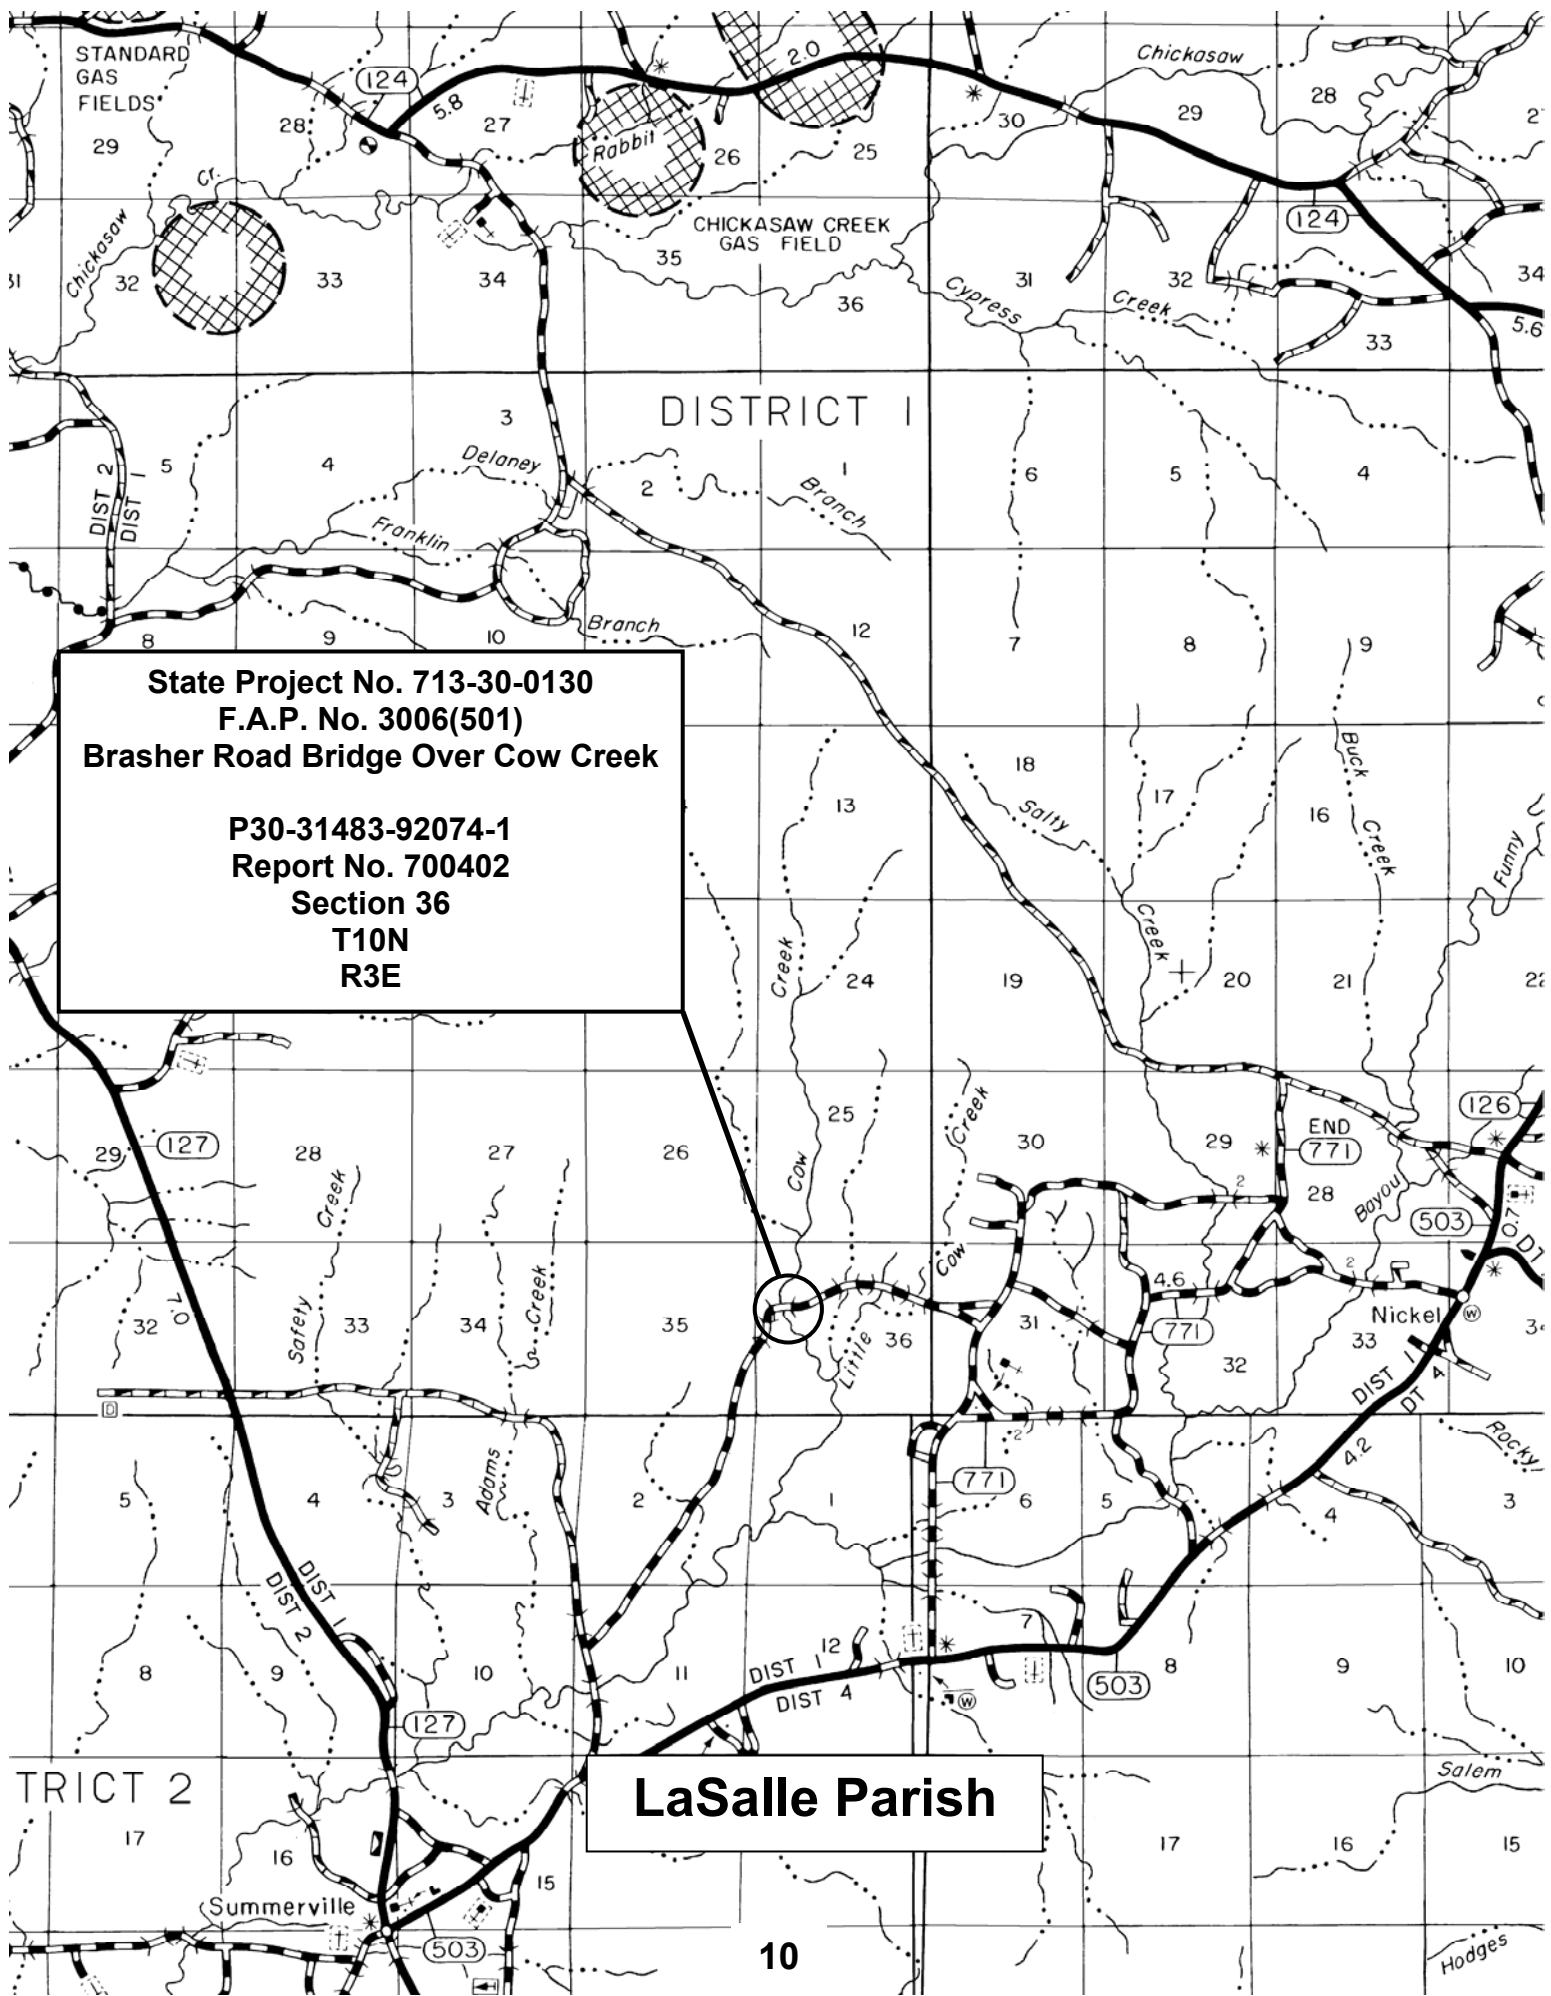 STANDARD
GAS
FIELDS
124
5.8
2.0
Chickasaw
28
29
27
28
29
30
Rabbit
26
25
Cr.
124
CHICKASAW CREEK
GAS FIELD
Chickasaw
32
33
34
35
36
31
32
34
Cypress
Creek
33
5.6
DISTRICT 1
3
5
4
Delaney
2
1
Branch
6
5
4
DIST 2
DIST 1
Franklin
Branch
8
9
10
12
7
8
9
State Project No. 713-30-0130
F.A.P. No. 3006(501)
Brasher Road Bridge Over Cow Creek
P30-31483-92074-1
Report No. 700402
Section 36
T10N
R3E
18
17
16
13
Salty
Creek
Buck
Creek
Funny
Creek
24
19
20
21
22
25
Creek
126
127
29
28
27
26
Cow
30
29
END
771
28
Bayou
503
0.7
DT
Safety
Creek
Creek
Cow
4.6
2
2
7.0
32
33
34
35
36
Little
31
771
32
Nickel
W
33
DIST 1
DT 4
D
Rocky
4.2
Adams
771
2
5
4
3
2
1
6
5
4
3
DIST 1
DIST 2
8
9
10
11
12
7
8
9
10
DIST 1
DIST 4
503
W
127
TRICT 2
LaSalle Parish
Salem
17
16
15
17
16
15
Summerville
503
10
Hodges